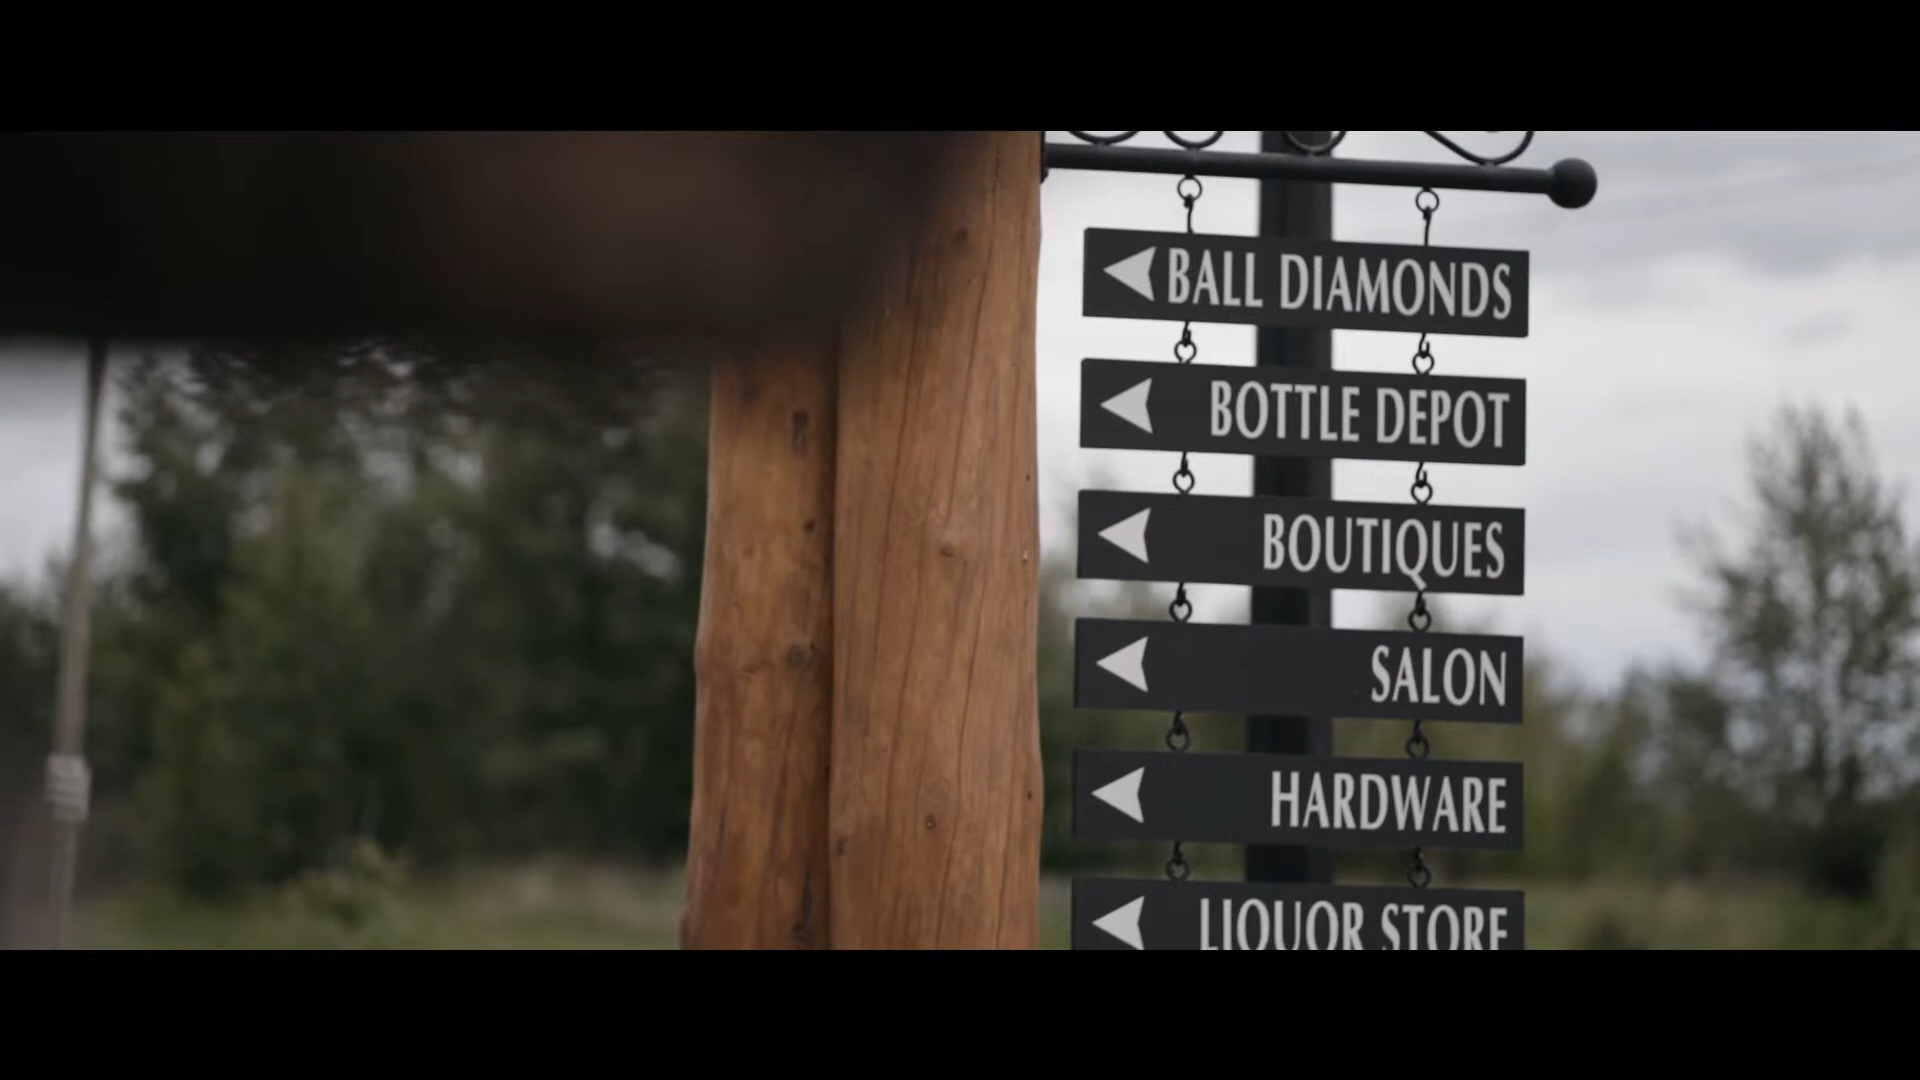 BALL DIAMONDS
BOTTLE DEPOT
BOUTIQUES
SALON
HARDWARE
LIQUOR STORE